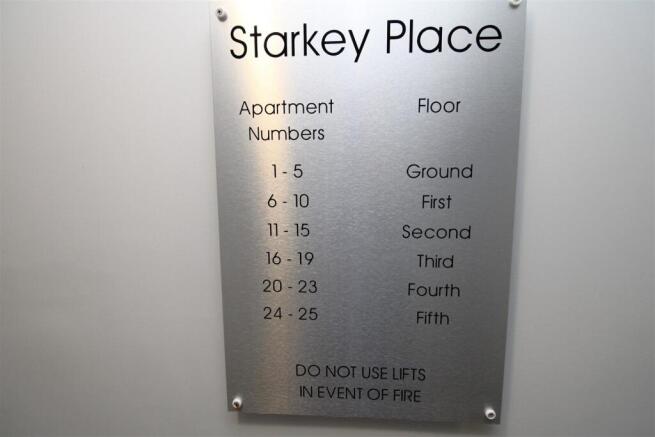 Starkey Place
Apartment Numbers Floor
1 - 5 Ground
6 - 10 First
11 - 15 Second
16 - 19 Third
20 - 23 Fourth
24 - 25 Fifth
DO NOT USE LIFTS
IN EVENT OF FIRE